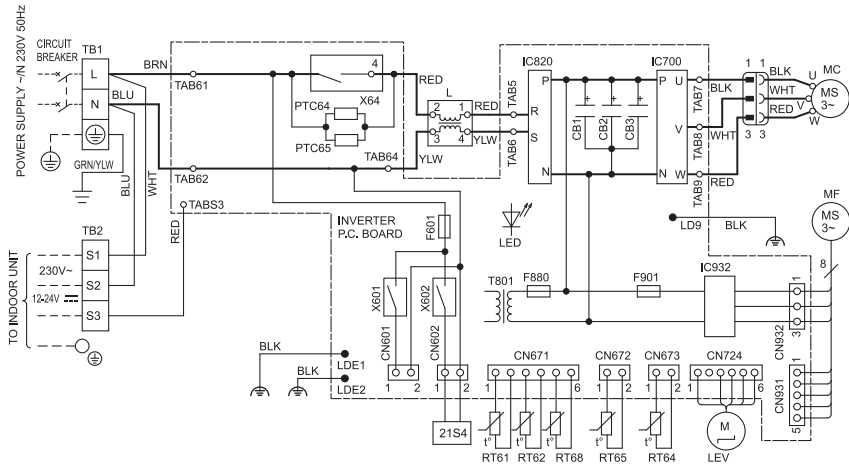 POWER SUPPLY ~/N 230V 50Hz
CIRCUIT
BREAKER
TB1
L
N
BRN
BLU
TAB61
GRN/YLW
BLU
WHT
TAB62
TABS3
RED
TB2
S1
S2
S3
230V~
12-24V
TO INDOOR UNIT
4
X64
PTC64
PTC65
TAB64
RED
L
2 1
3 4
YLW
RED
YLW
TAB5
TAB6
IC820
P
R
S
N
CB1
+
CB2
+
CB3
+
IC700
P U
V
N W
TAB7
TAB8
TAB9
BLK
WHT
RED
1 1
3 3
BLK
WHT
RED
U
V
W
MC
MS
3~
INVERTER
P.C. BOARD
F601
LED
LD9
BLK
MF
MS
3~
8
X601
X602
CN601
CN602
T801
F880
F901
IC932
1
3
CN932
BLK
LDE1
BLK
LDE2
1 2
1 2
21S4
CN671
1 6
CN672
1 2
CN673
1 2
CN724
1 6
CN931
1
5
t°
RT61
t°
RT62
RT68
t°
RT65
t°
RT64
M
LEV